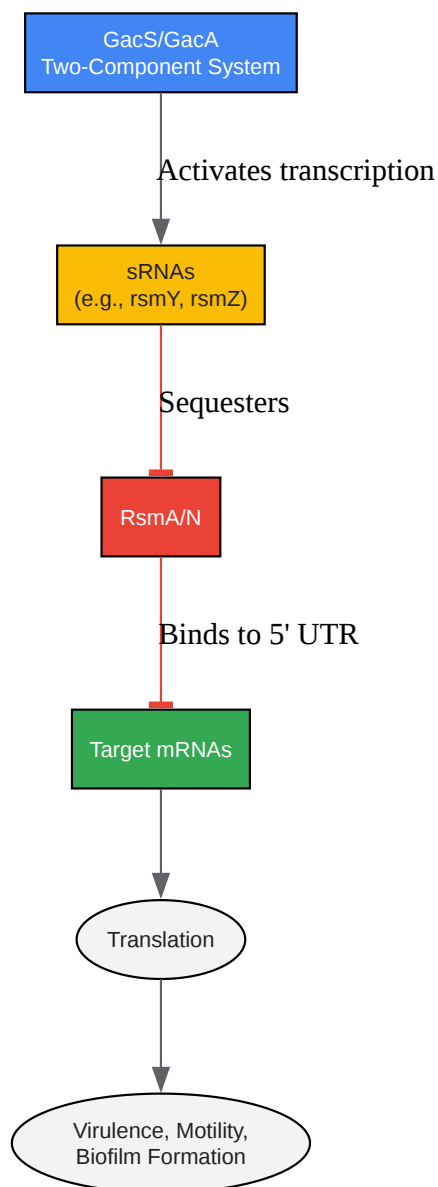 GacS/GacA
Two-Component System
Activates transcription
sRNAs
(e.g., rsmY, rsmZ)
Sequesters
RsmA/N
Binds to 5' UTR
Target mRNAs
Translation
Virulence, Motility,
Biofilm Formation